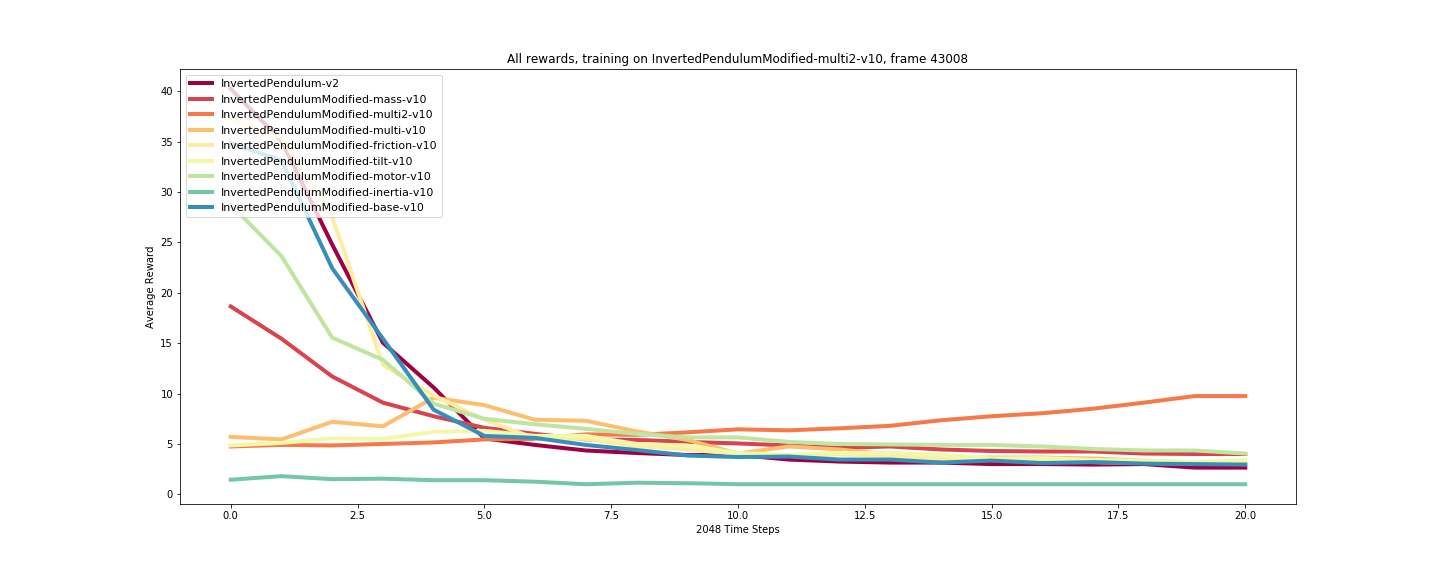 All rewards, training on InvertedPendulumModified-multi2-v10, frame 43008
InvertedPendulum-v2
InvertedPendulumModified-mass-v10
InvertedPendulumModified-multi2-v10
InvertedPendulumModified-multi-v10
InvertedPendulumModified-friction-v10
InvertedPendulumModified-tilt-v10
InvertedPendulumModified-motor-v10
InvertedPendulumModified-inertia-v10
InvertedPendulumModified-base-v10
40
35
30
25
20
15
10
5
0
Average Reward
0.0 2.5 5.0 7.5 10.0 12.5 15.0 17.5 20.0
2048 Time Steps